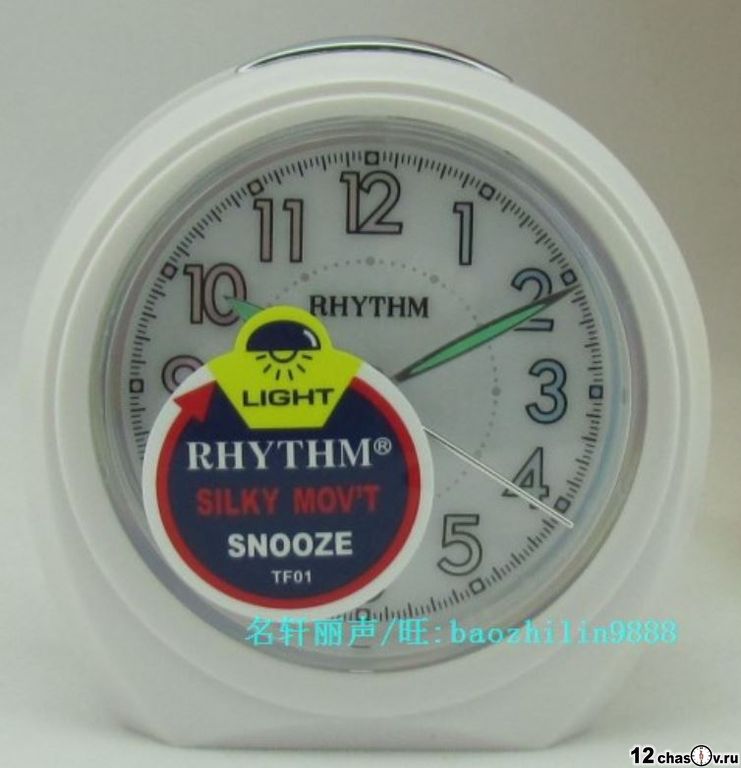 12
11
1
10
2
RHYTHM
3
LIGHT
RHYTHM®
SILKY MOV'T
4
SNOOZE
5
TF01
名轩丽声/旺:baozhilin9888
12chasov.ru